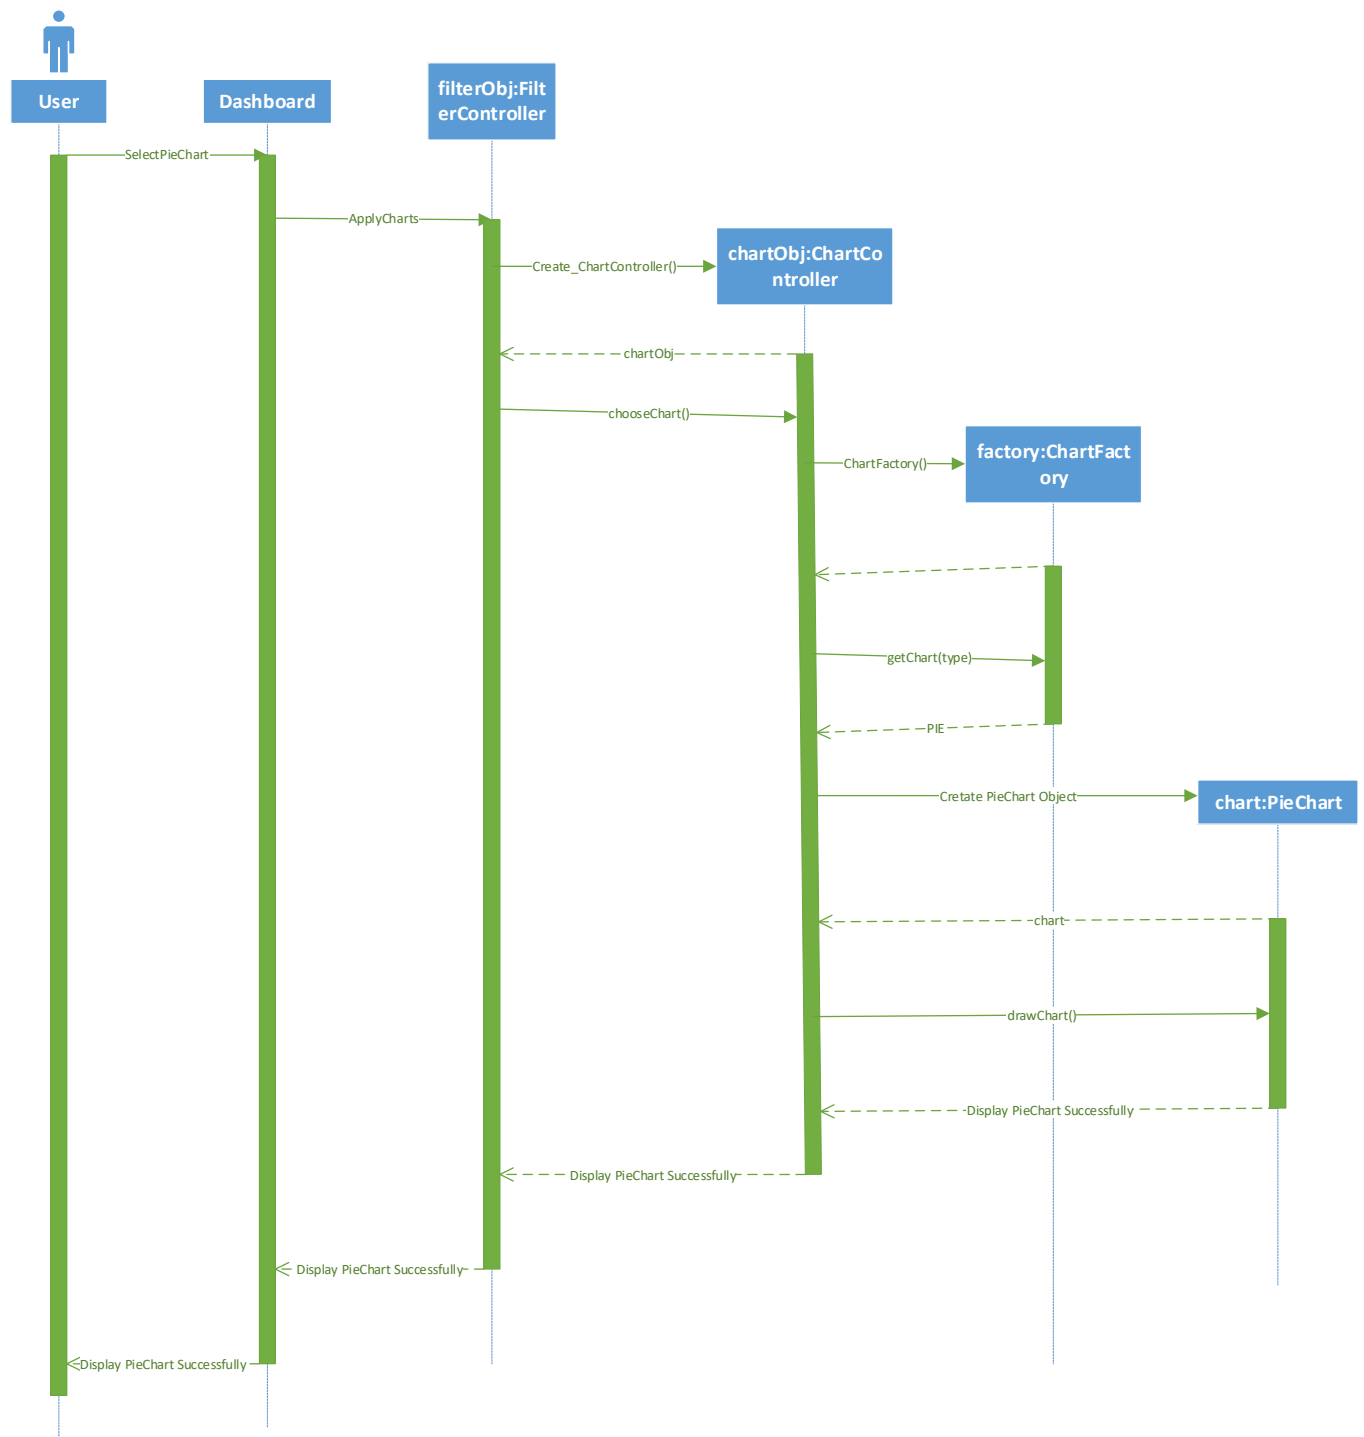 User
Dashboard
filterObj:Filt
erController
SelectPieChart
ApplyCharts
chartObj:ChartCo
ntroller
Create_ChartController()
chartObj
chooseChart()
factory:ChartFact
ory
ChartFactory()
getChart(type)
PIE
Cretate PieChart Object
chart:PieChart
chart
drawChart()
Display PieChart Successfully
Display PieChart Successfully
Display PieChart Successfully
Display PieChart Successfully